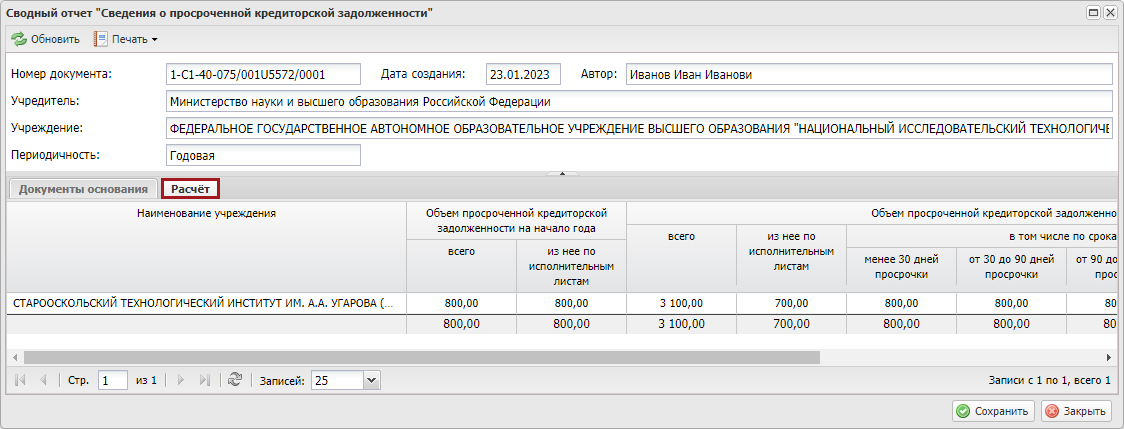 Сводный отчет "Сведения о просроченной кредиторской задолженности"
Обновить Печать
Номер документа: 1-С1-40-075/001U5572/0001 Дата создания: 23.01.2023 Автор: Иванов Иван Иванови
Учредитель: Министерство науки и высшего образования Российской Федерации
Учреждение: ФЕДЕРАЛЬНОЕ ГОСУДАРСТВЕННОЕ АВТОНОМНОЕ ОБРАЗОВАТЕЛЬНОЕ УЧРЕЖДЕНИЕ ВЫСШЕГО ОБРАЗОВАНИЯ "НАЦИОНАЛЬНЫЙ ИССЛЕДОВАТЕЛЬСКИЙ ТЕХНОЛОГИЧЕ
Периодичность: Годовая
Документы основания Расчёт
Наименование учреждения
Объем просроченной кредиторской
задолженности на начало года
всего
из нее по
исполнительным
листам
Объем просроченной кредиторской задолженно
всего
из нее по
исполнительным
листам
в том числе по срока
менее 30 дней
просрочки
от 30 до 90 дней
просрочки
от 90 до
прос
СТАРООСКОЛЬСКИЙ ТЕХНОЛОГИЧЕСКИЙ ИНСТИТУТ ИМ. А.А. УГАРОВА (... 800,00 800,00 3 100,00 700,00 800,00 800,00 80
800,00 800,00 3 100,00 700,00 800,00 800,00 80
Стр. 1 из 1 Записей: 25 Записи с 1 по 1, всего 1
Сохранить Закрыть